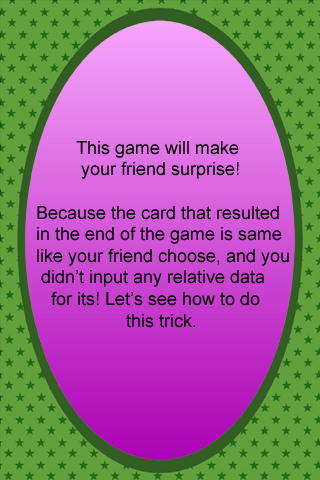 This game will make
your friend surprise!
Because the card that resulted
in the end of the game is same
like your friend choose, and you
didn't input any relative data
for its! Let's see how to do
this trick.